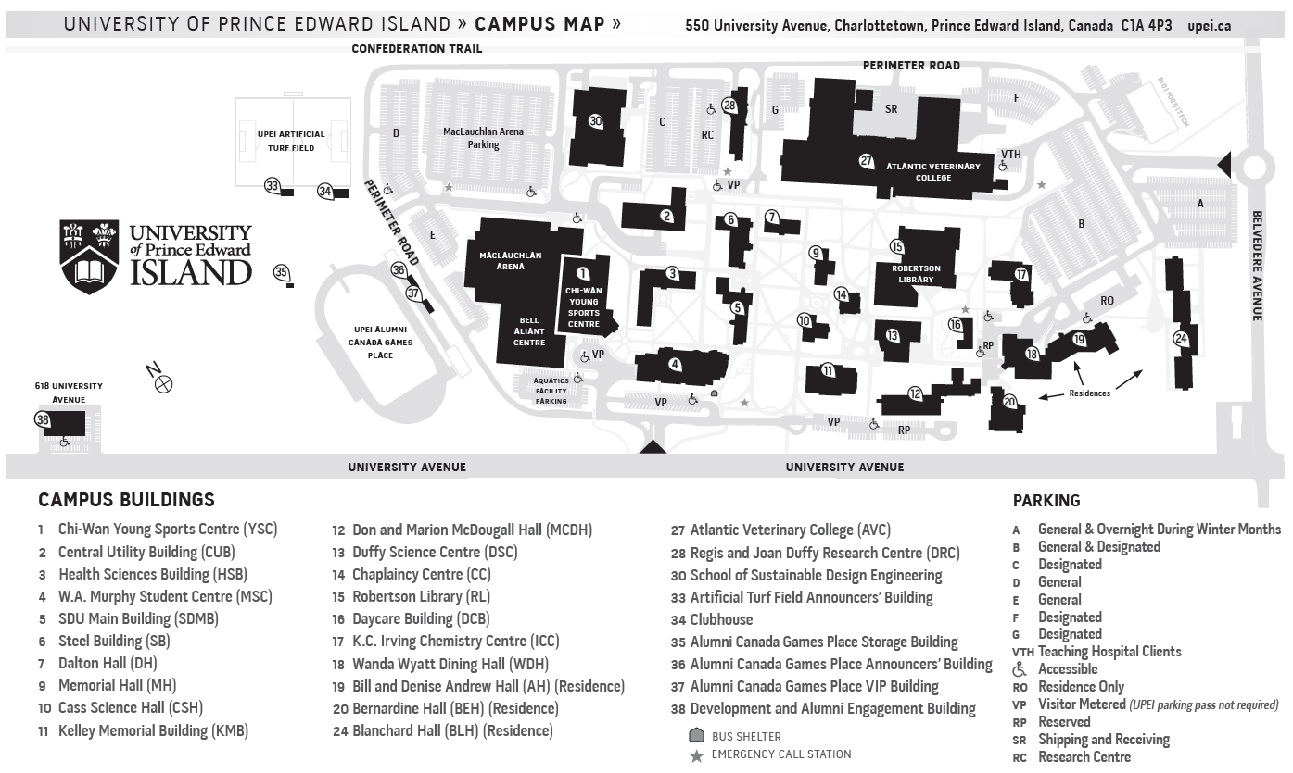 UNIVERSITY OF PRINCE EDWARD ISLAND » CAMPUS MAP »
550 University Avenue, Charlottetown, Prince Edward Island, Canada C1A 4P3 upei.ca
CONFEDERATION TRAIL
PERIMETER ROAD
UPEI ARTIFICIAL
TURF FIELD
D
MacLauchlan Arena
Parking
30
C
28
RC
G
SR
F
PEI FOOD TECH
27
ATLANTIC VETERINARY
COLLEGE
VTH
33
34
PERIMETER ROAD
VP
A
B
BELVEDERE AVENUE
UNIVERSITY
of Prince Edward
ISLAND
35
36
37
E
MACLAUCHLAN
ARENA
1
CHI-WAN
YOUNG
SPORTS
CENTRE
BELL
ALIANT
CENTRE
2
3
6
7
5
9
14
10
15
ROBERTSON
LIBRARY
17
16
13
RO
RP
18
19
24
UPEI ALUMNI
CANADA GAMES
PLACE
VP
AQUATICS
FACILITY
PARKING
4
VP
11
12
20
Residences
VP
RP
N
618 UNIVERSITY
AVENUE
38
UNIVERSITY AVENUE
UNIVERSITY AVENUE
CAMPUS BUILDINGS
1 Chi-Wan Young Sports Centre (YSC)
2 Central Utility Building (CUB)
3 Health Sciences Building (HSB)
4 W.A. Murphy Student Centre (MSC)
5 SDU Main Building (SDMB)
6 Steel Building (SB)
7 Dalton Hall (DH)
9 Memorial Hall (MH)
10 Cass Science Hall (CSH)
11 Kelley Memorial Building (KMB)
12 Don and Marion McDougall Hall (MCDH)
13 Duffy Science Centre (DSC)
14 Chaplaincy Centre (CC)
15 Robertson Library (RL)
16 Daycare Building (DCB)
17 K.C. Irving Chemistry Centre (ICC)
18 Wanda Wyatt Dining Hall (WDH)
19 Bill and Denise Andrew Hall (AH) (Residence)
20 Bernardine Hall (BEH) (Residence)
24 Blanchard Hall (BLH) (Residence)
27 Atlantic Veterinary College (AVC)
28 Regis and Joan Duffy Research Centre (DRC)
30 School of Sustainable Design Engineering
33 Artificial Turf Field Announcers' Building
34 Clubhouse
35 Alumni Canada Games Place Storage Building
36 Alumni Canada Games Place Announcers' Building
37 Alumni Canada Games Place VIP Building
38 Development and Alumni Engagement Building
BUS SHELTER
EMERGENCY CALL STATION
PARKING
A General & Overnight During Winter Months
B General & Designated
C Designated
D General
E General
F Designated
G Designated
VTH Teaching Hospital Clients
Accessible
RO Residence Only
VP Visitor Metered (UPEI parking pass not required)
RP Reserved
SR Shipping and Receiving
RC Research Centre